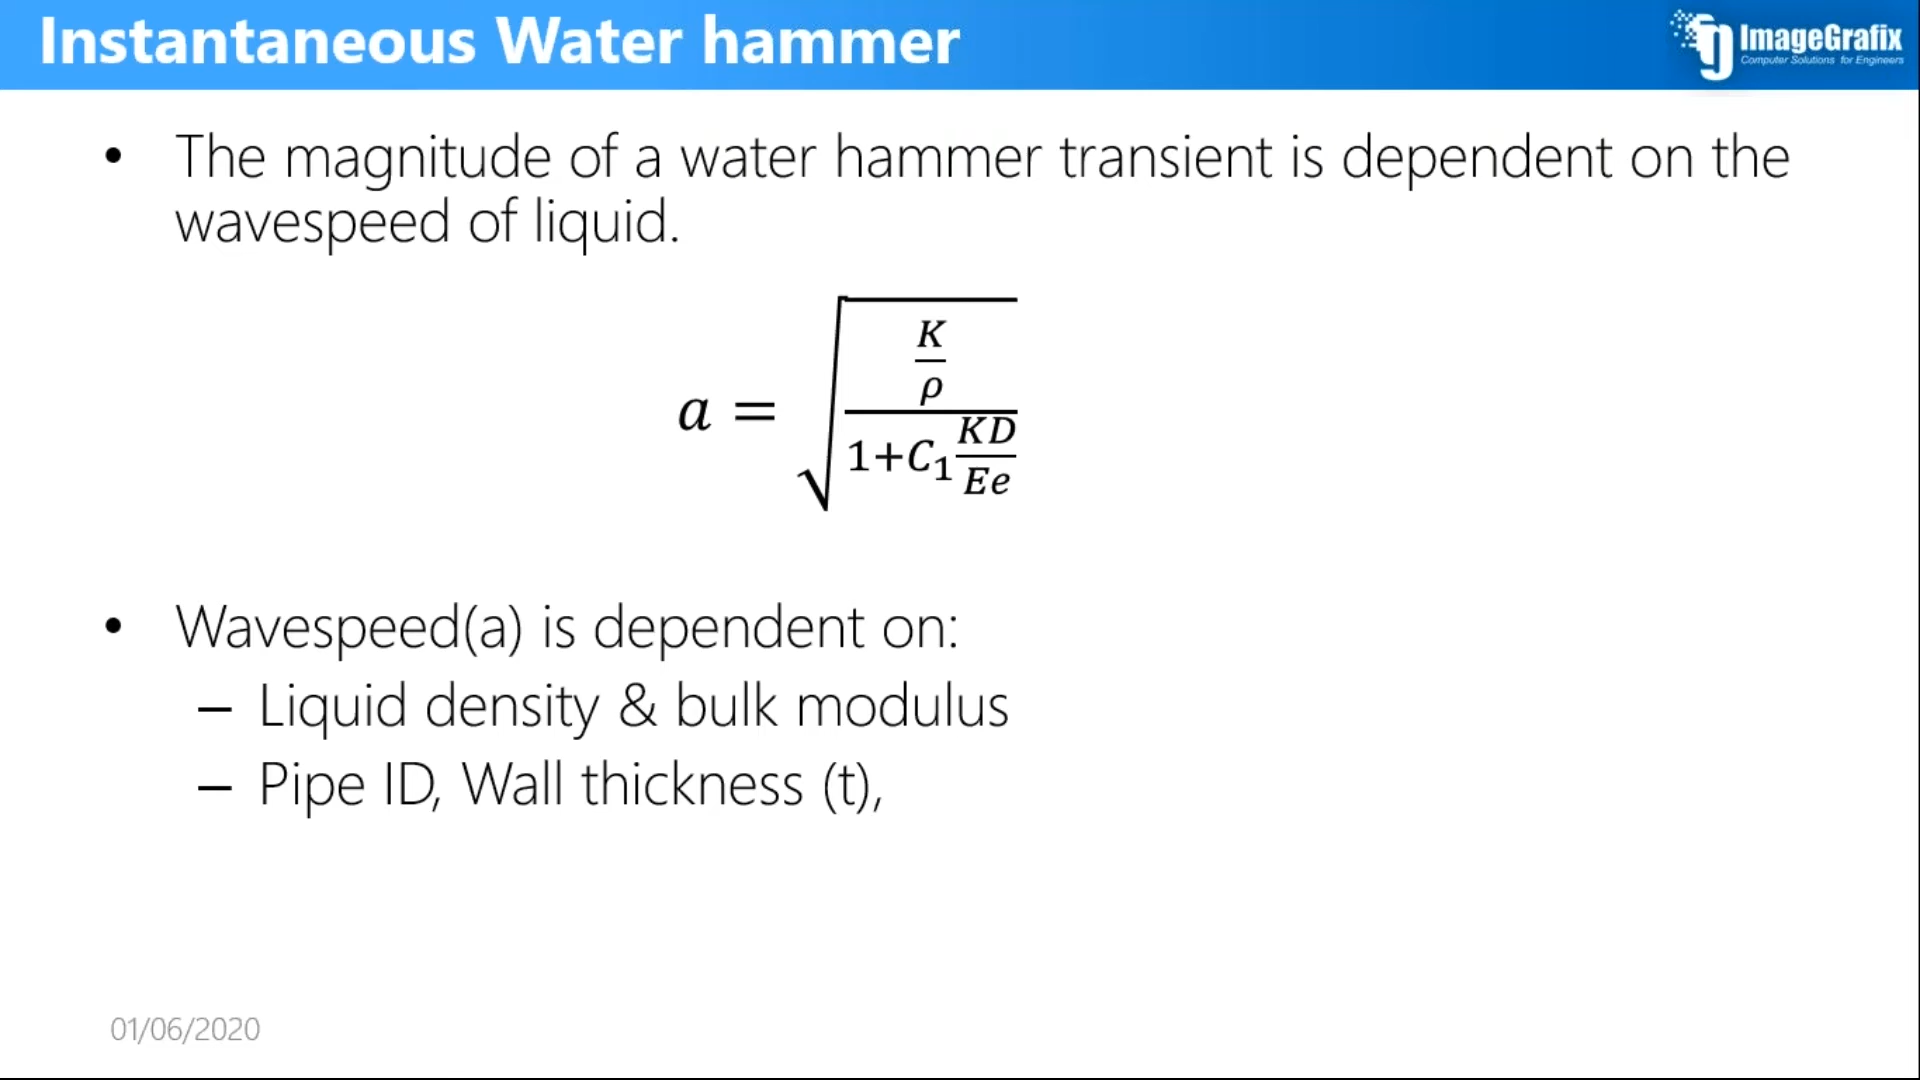 Instantaneous Water hammer
ImageGrafix
Computer Solutions for Engineers
• The magnitude of a water hammer transient is dependent on the
wavespeed of liquid.
a = √((K/ρ)/(1+C₁(KD/Ee)))
• Wavespeed(a) is dependent on:
– Liquid density & bulk modulus
– Pipe ID, Wall thickness (t),
01/06/2020